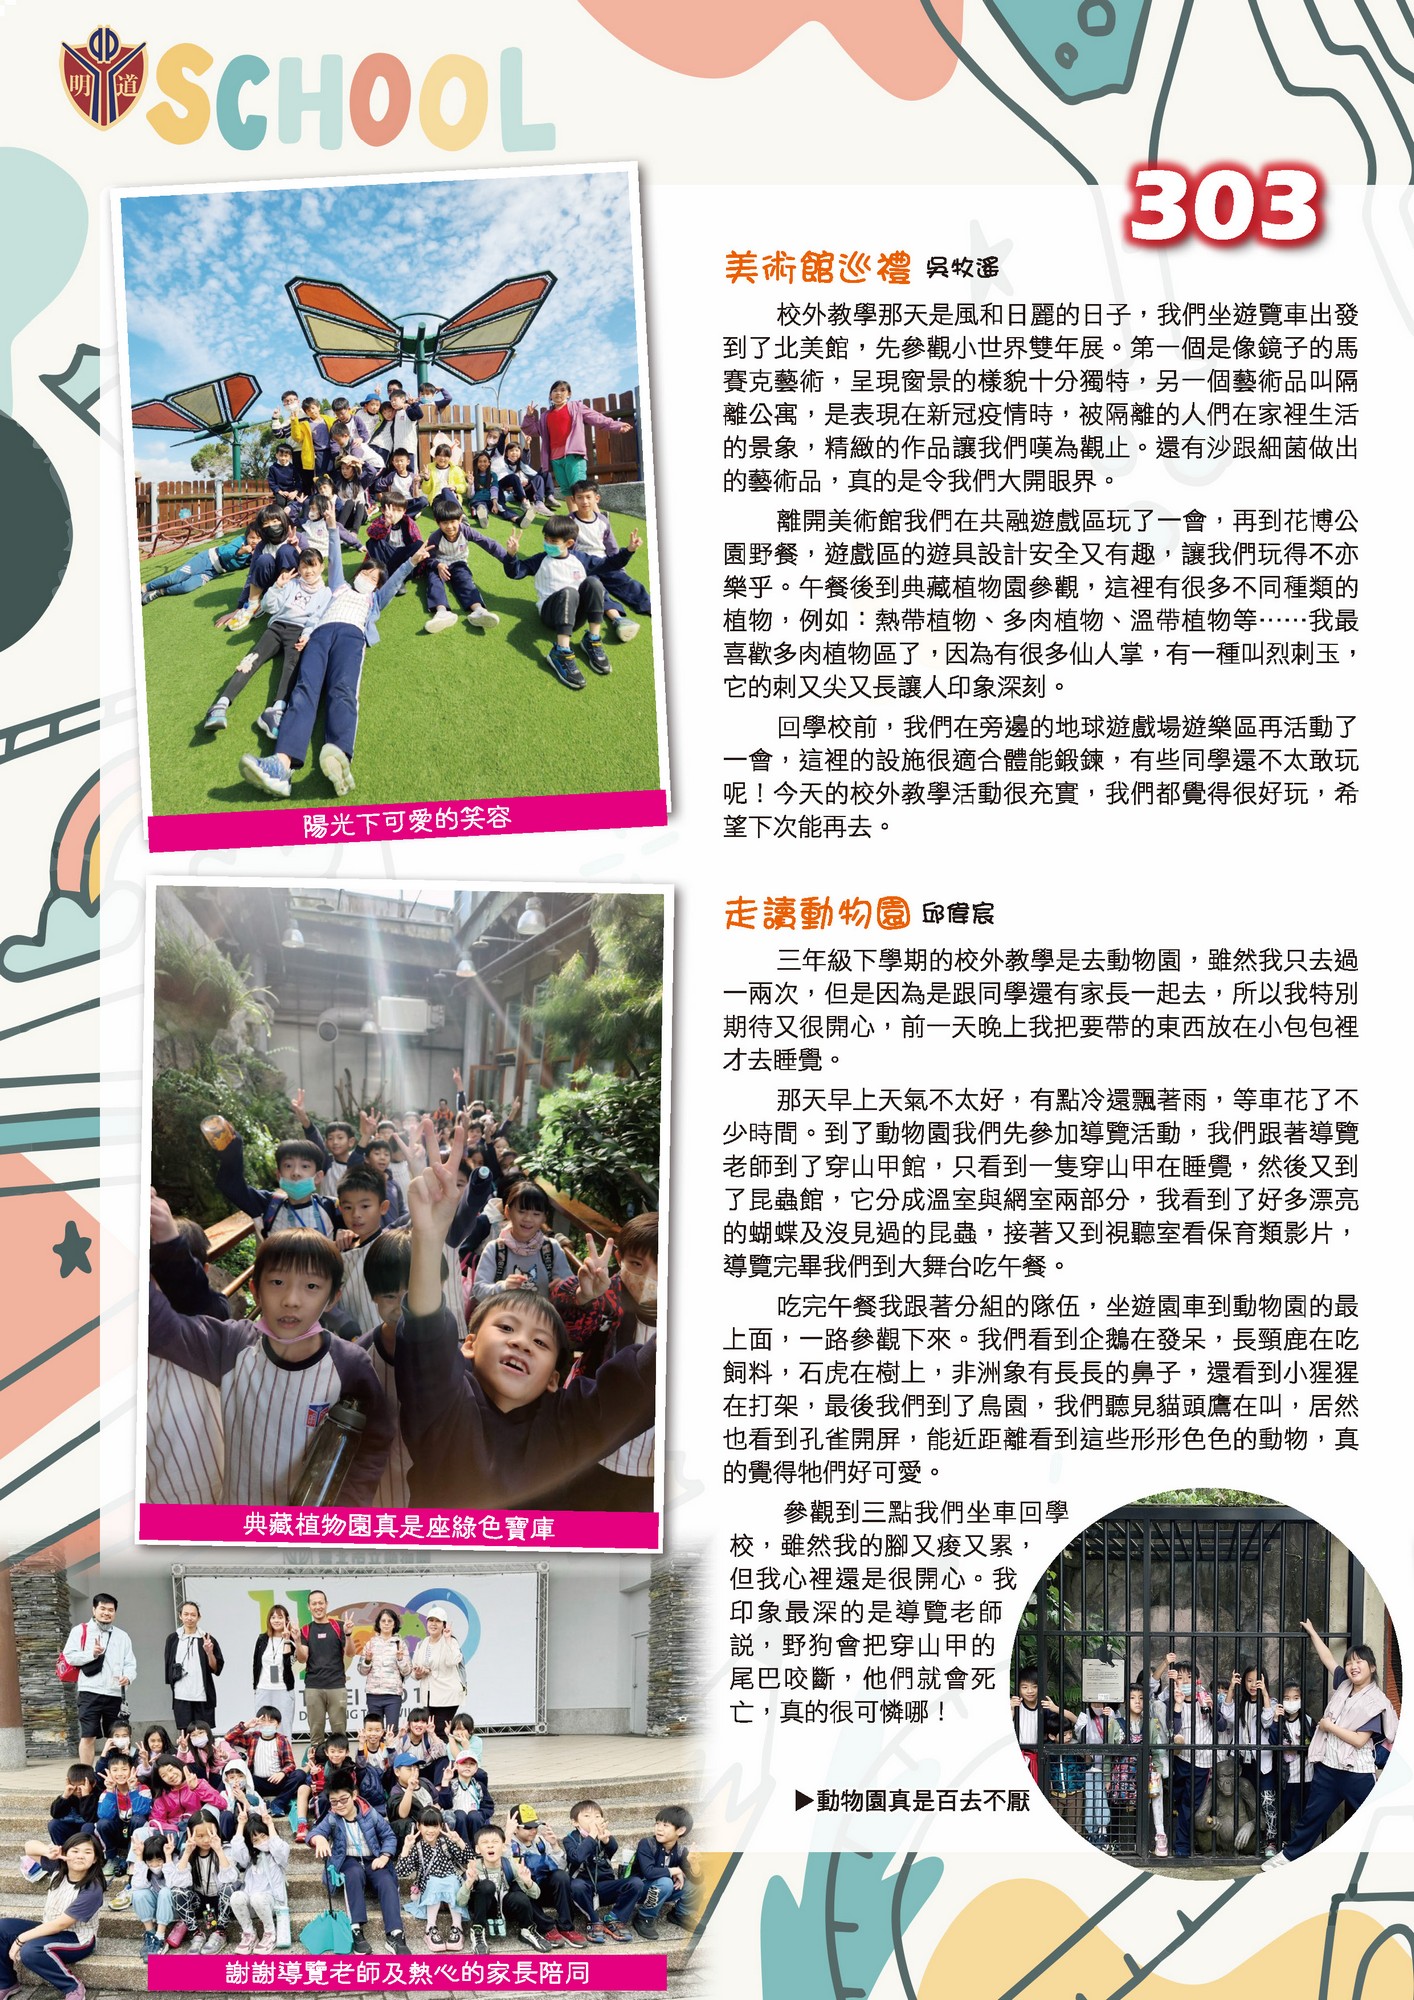 明道
SCHOOL
303
美術館巡禮 吳牧遙
校外教學那天是風和日麗的日子，我們坐遊覽車出發
到了北美館，先參觀小世界雙年展。第一個是像鏡子的馬
賽克藝術，呈現窗景的樣貌十分獨特，另一個藝術品叫隔
離公寓，是表現在新冠疫情時，被隔離的人們在家裡生活
的景象，精緻的作品讓我們嘆為觀止。還有沙跟細菌做出
的藝術品，真的是令我們大開眼界。
離開美術館我們在共融遊戲區玩了一會，再到花博公
園野餐，遊戲區的遊具設計安全又有趣，讓我們玩得不亦
樂乎。午餐後到典藏植物園參觀，這裡有很多不同種類的
植物，例如：熱帶植物、多肉植物、溫帶植物等……我最
喜歡多肉植物區了，因為有很多仙人掌，有一種叫烈刺玉，
它的刺又尖又長讓人印象深刻。
回學校前，我們在旁邊的地球遊戲場遊樂區再活動了
一會，這裡的設施很適合體能鍛鍊，有些同學還不太敢玩
呢！今天的校外教學活動很充實，我們都覺得很好玩，希
望下次能再去。
陽光下可愛的笑容
走讀動物園 邱偉宸
三年級下學期的校外教學是去動物園，雖然我只去過
一兩次，但是因為是跟同學還有家長一起去，所以我特別
期待又很開心，前一天晚上我把要帶的東西放在小包包裡
才去睡覺。
那天早上天氣不太好，有點冷還飄著雨，等車花了不
少時間。到了動物園我們先參加導覽活動，我們跟著導覽
老師到了穿山甲館，只看到一隻穿山甲在睡覺，然後又到
了昆蟲館，它分成溫室與網室兩部分，我看到了好多漂亮
的蝴蝶及沒見過的昆蟲，接著又到視聽室看保育類影片，
導覽完畢我們到大舞台吃午餐。
吃完午餐我跟著分組的隊伍，坐遊園車到動物園的最
上面，一路參觀下來。我們看到企鵝在發呆，長頸鹿在吃
飼料，石虎在樹上，非洲象有長長的鼻子，還看到小猩猩
在打架，最後我們到了鳥園，我們聽見貓頭鷹在叫，居然
也看到孔雀開屏，能近距離看到這些形形色色的動物，真
的覺得牠們好可愛。
參觀到三點我們坐車回學
校，雖然我的腳又痠又累，
但我心裡還是很開心。我
印象最深的是導覽老師
說，野狗會把穿山甲的
尾巴咬斷，他們就會死
亡，真的很可憐哪！
▶動物園真是百去不厭
典藏植物園真是座綠色寶庫
謝謝導覽老師及熱心的家長陪同